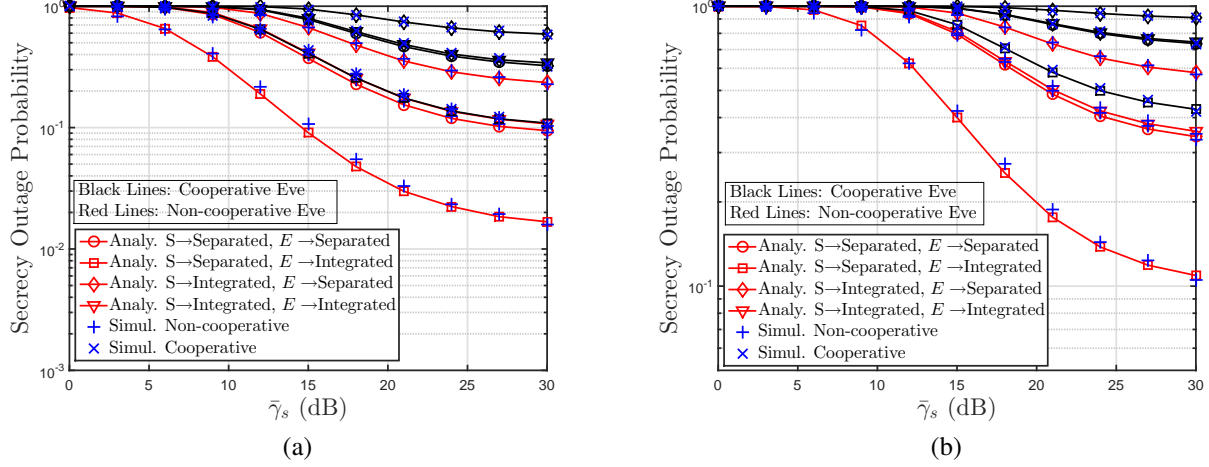 10^0
10^-1
10^-2
10^-3
Secrecy Outage Probability
Black Lines: Cooperative Eve
Red Lines: Non-cooperative Eve
Analy. S→Separated, E →Separated
Analy. S→Separated, E →Integrated
Analy. S→Integrated, E →Separated
Analy. S→Integrated, E →Integrated
Simul. Non-cooperative
Simul. Cooperative
0 5 10 15 20 25 30
γ̄_s (dB)
(a)
10^0
10^-1
Secrecy Outage Probability
Black Lines: Cooperative Eve
Red Lines: Non-cooperative Eve
Analy. S→Separated, E →Separated
Analy. S→Separated, E →Integrated
Analy. S→Integrated, E →Separated
Analy. S→Integrated, E →Integrated
Simul. Non-cooperative
Simul. Cooperative
0 5 10 15 20 25 30
γ̄_s (dB)
(b)